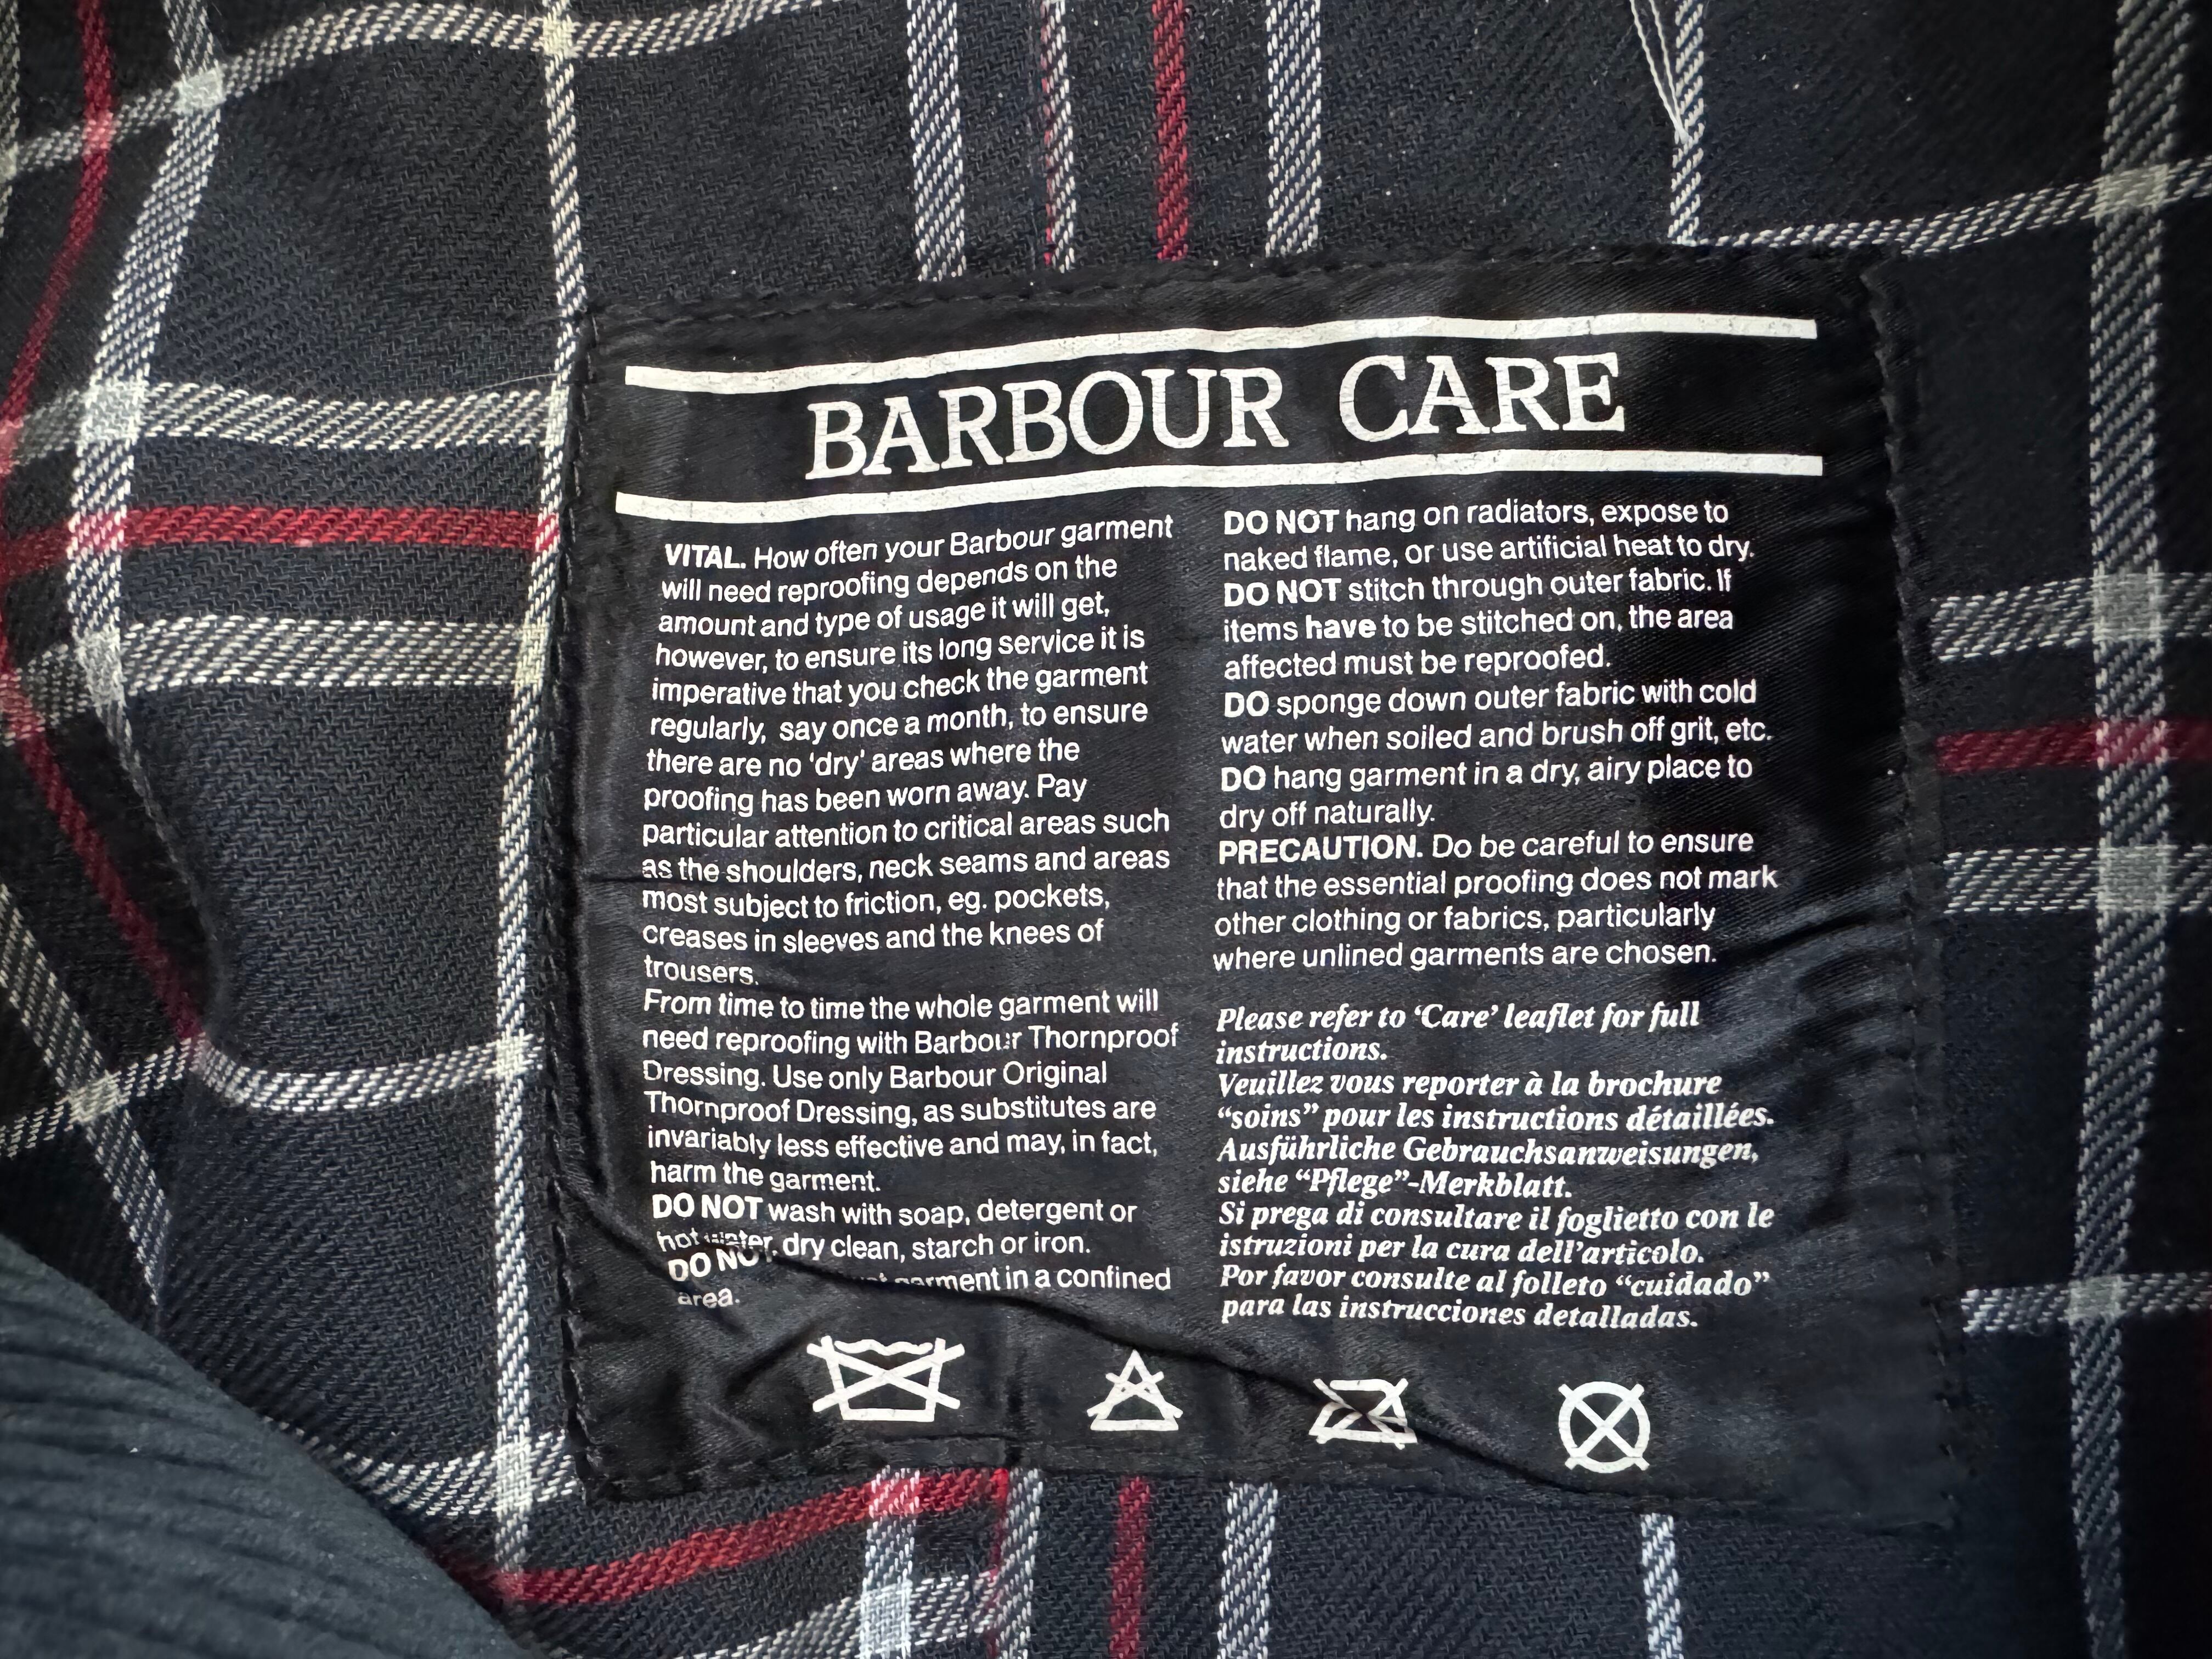 BARBOUR CARE
VITAL. How often your Barbour garment
will need reproofing depends on the
amount and type of usage it will get,
however, to ensure its long service it is
imperative that you check the garment
regularly, say once a month, to ensure
there are no ‘dry’ areas where the
proofing has been worn away. Pay
particular attention to critical areas such
as the shoulders, neck seams and areas
most subject to friction, eg. pockets,
creases in sleeves and the knees of
trousers.
From time to time the whole garment will
need reproofing with Barbour Thornproof
Dressing. Use only Barbour Original
Thornproof Dressing, as substitutes are
invariably less effective and may, in fact,
harm the garment.
DO NOT wash with soap, detergent or
hot water, dry clean, starch or iron.
DO NOT garment in a confined
area.
DO NOT hang on radiators, expose to
naked flame, or use artificial heat to dry.
DO NOT stitch through outer fabric. If
items have to be stitched on, the area
affected must be reproofed.
DO sponge down outer fabric with cold
water when soiled and brush off grit, etc.
DO hang garment in a dry, airy place to
dry off naturally.
PRECAUTION. Do be careful to ensure
that the essential proofing does not mark
other clothing or fabrics, particularly
where unlined garments are chosen.
Please refer to ‘Care’ leaflet for full
instructions.
Veuillez vous reporter à la brochure
“soins” pour les instructions détaillées.
Ausführliche Gebrauchsanweisungen,
siehe “Pflege”-Merkblatt.
Si prega di consultare il foglietto con le
istruzioni per la cura dell’articolo.
Por favor consulte al folleto “cuidado”
para las instrucciones detalladas.